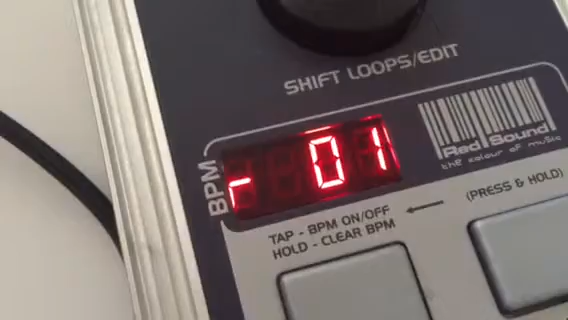 SHIFT LOOPS/EDIT
BPM
r 01
Red Sound
the colour of music
TAP - BPM ON/OFF
HOLD - CLEAR BPM
(PRESS & HOLD)